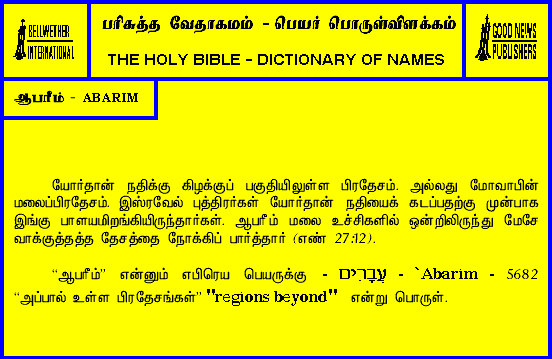 BELLWETHER
INTERNATIONAL
பரிசுத்த வேதாகமம் - பெயர் பொருள்விளக்கம்
THE HOLY BIBLE - DICTIONARY OF NAMES
GOOD NEWS
PUBLISHERS
ஆபரீம் - ABARIM
யோர்தான் நதிக்கு கிழக்குப் பகுதியிலுள்ள பிரதேசம். அல்லது மோவாபின்
மலைப்பிரதேசம். இஸ்ரவேல் புத்திரர்கள் யோர்தான் நதியைக் கடப்பதற்கு முன்பாக
இங்கு பாளயமிறங்கியிருந்தார்கள். ஆபரீம் மலை உச்சிகளில் ஒன்றிலிருந்து மேசே
வாக்குத்தத்த தேசத்தை நோக்கிப் பார்த்தார் (எண் 27:12).
“ஆபரீம்” என்னும் எபிரெய பெயருக்கு - עֲבָרִים - `Abarim - 5682
“அப்பால் உள்ள பிரதேசங்கள்” "regions beyond" என்று பொருள்.